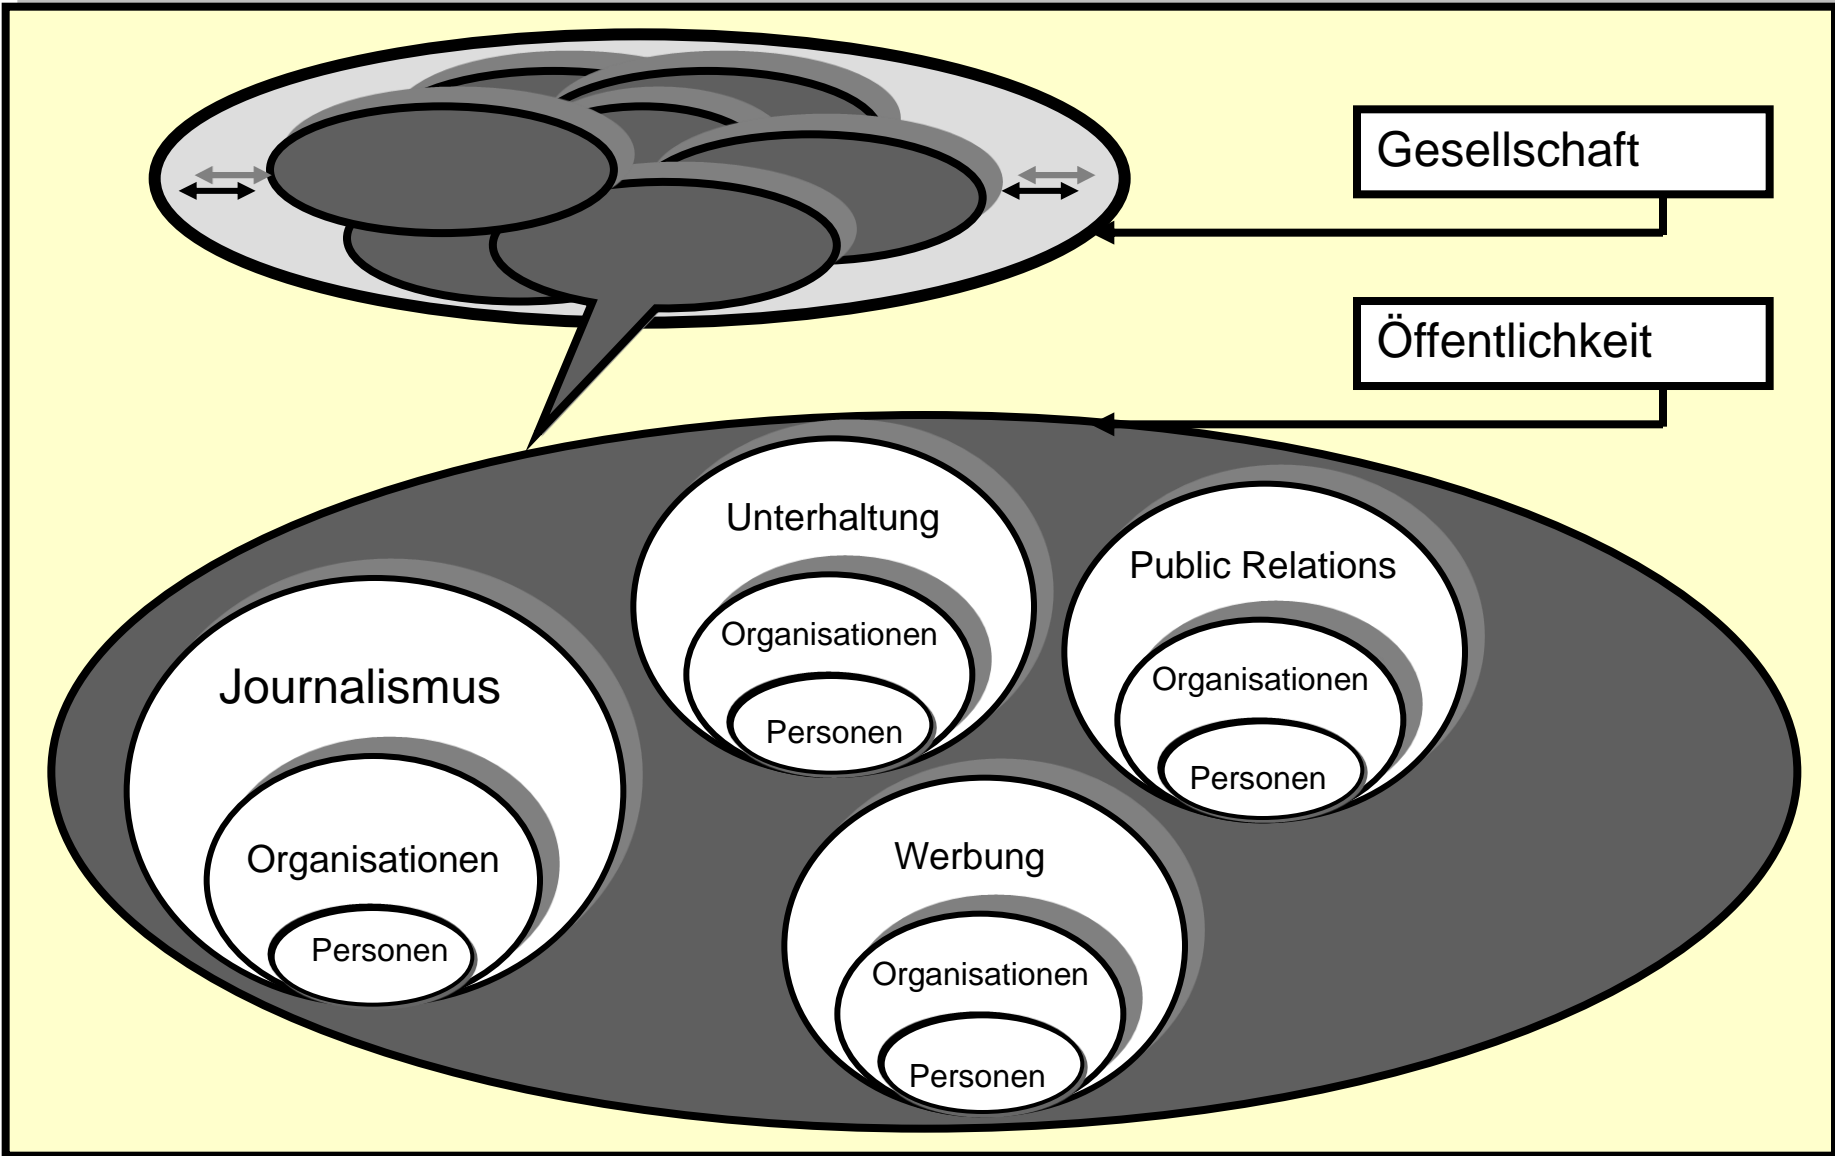 Gesellschaft
Öffentlichkeit
Unterhaltung
Organisationen
Personen
Public Relations
Organisationen
Personen
Journalismus
Organisationen
Personen
Werbung
Organisationen
Personen